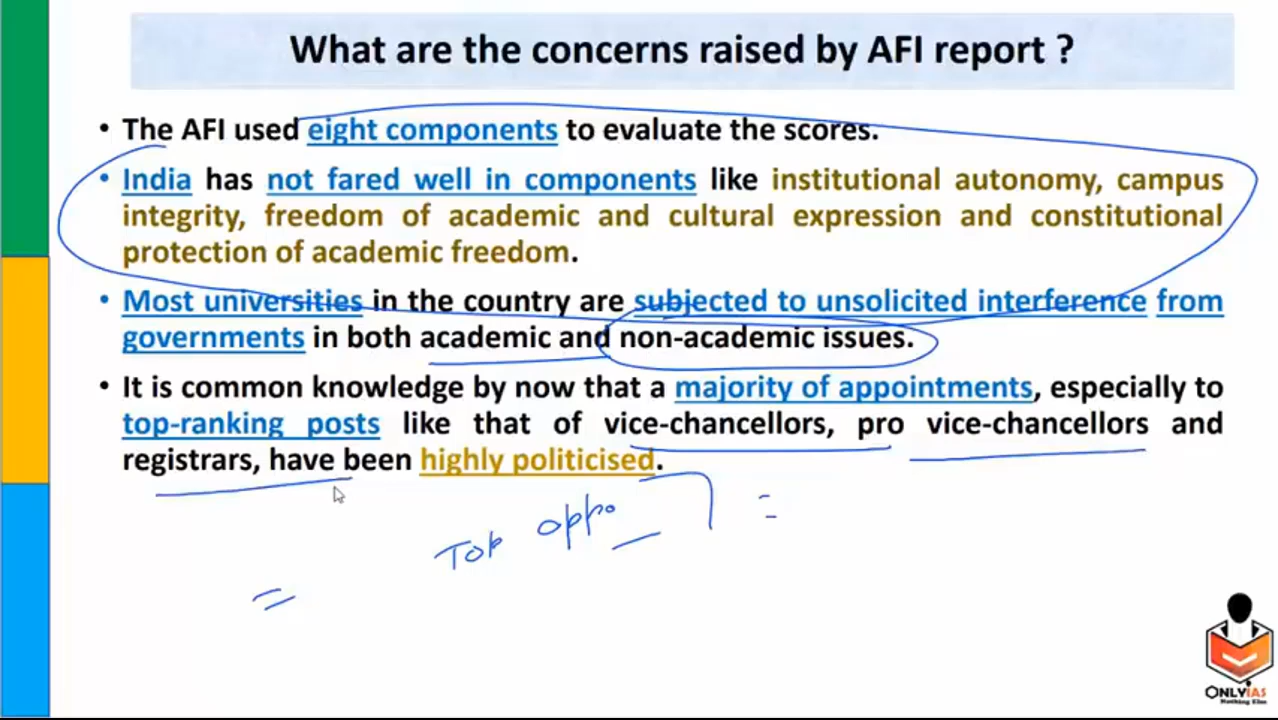 What are the concerns raised by AFI report ?
• The AFI used eight components to evaluate the scores.
• India has not fared well in components like institutional autonomy, campus
integrity, freedom of academic and cultural expression and constitutional
protection of academic freedom.
• Most universities in the country are subjected to unsolicited interference from
governments in both academic and non-academic issues.
• It is common knowledge by now that a majority of appointments, especially to
top-ranking posts like that of vice-chancellors, pro vice-chancellors and
registrars, have been highly politicised.
Top appo
ONLYIAS
Nothing Else